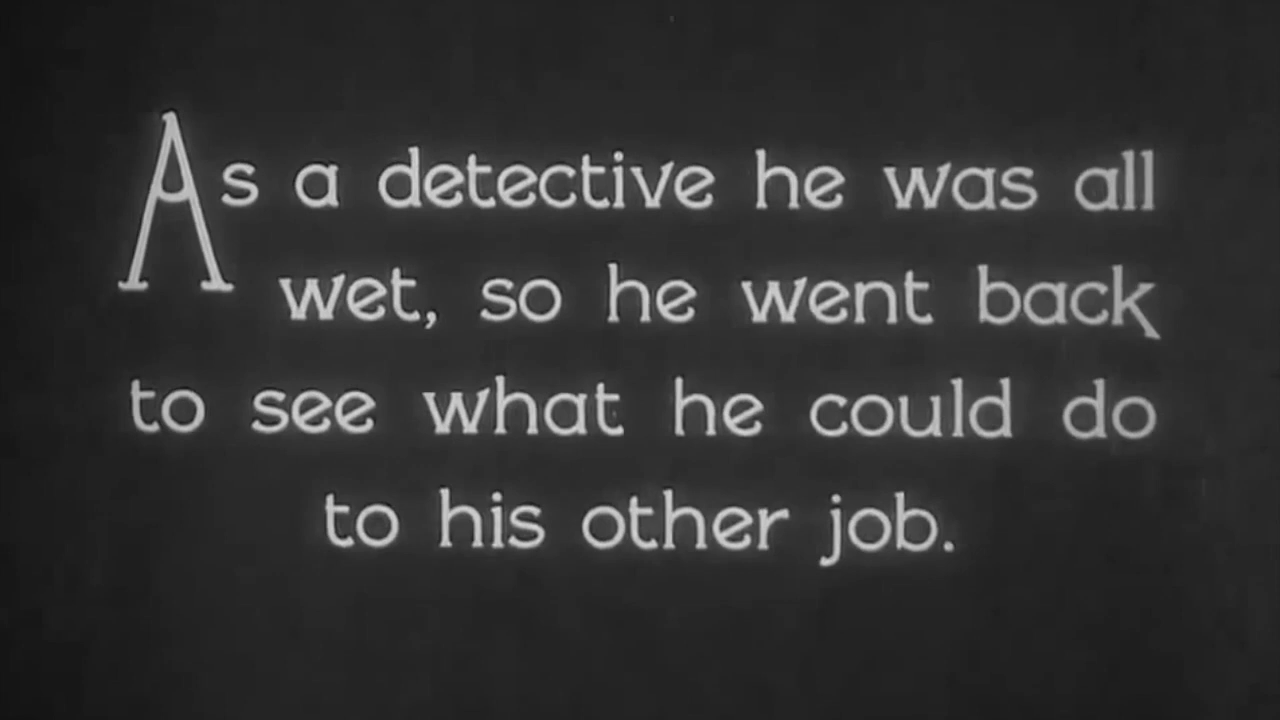 As a detective he was all
wet, so he went back
to see what he could do
to his other job.